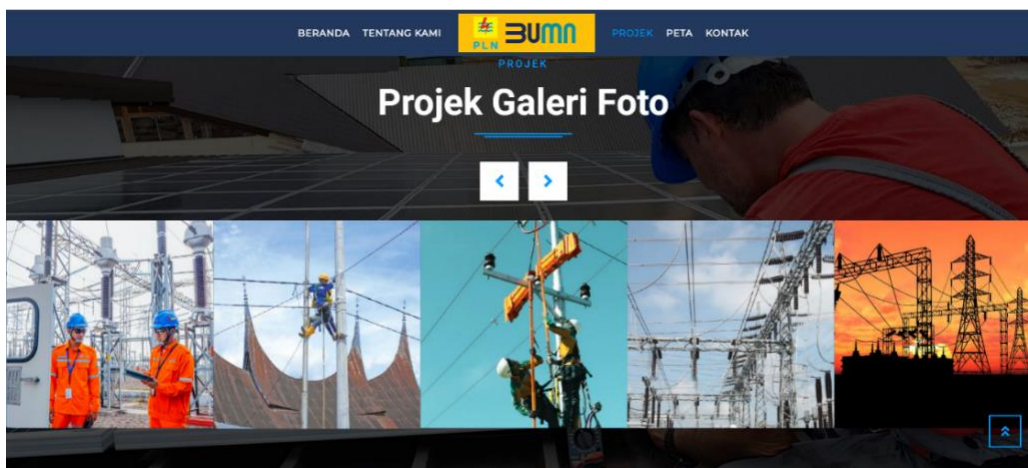 BERANDA TENTANG KAMI PLN BUMN PROJEK PETA KONTAK
PROJEK
Projek Galeri Foto